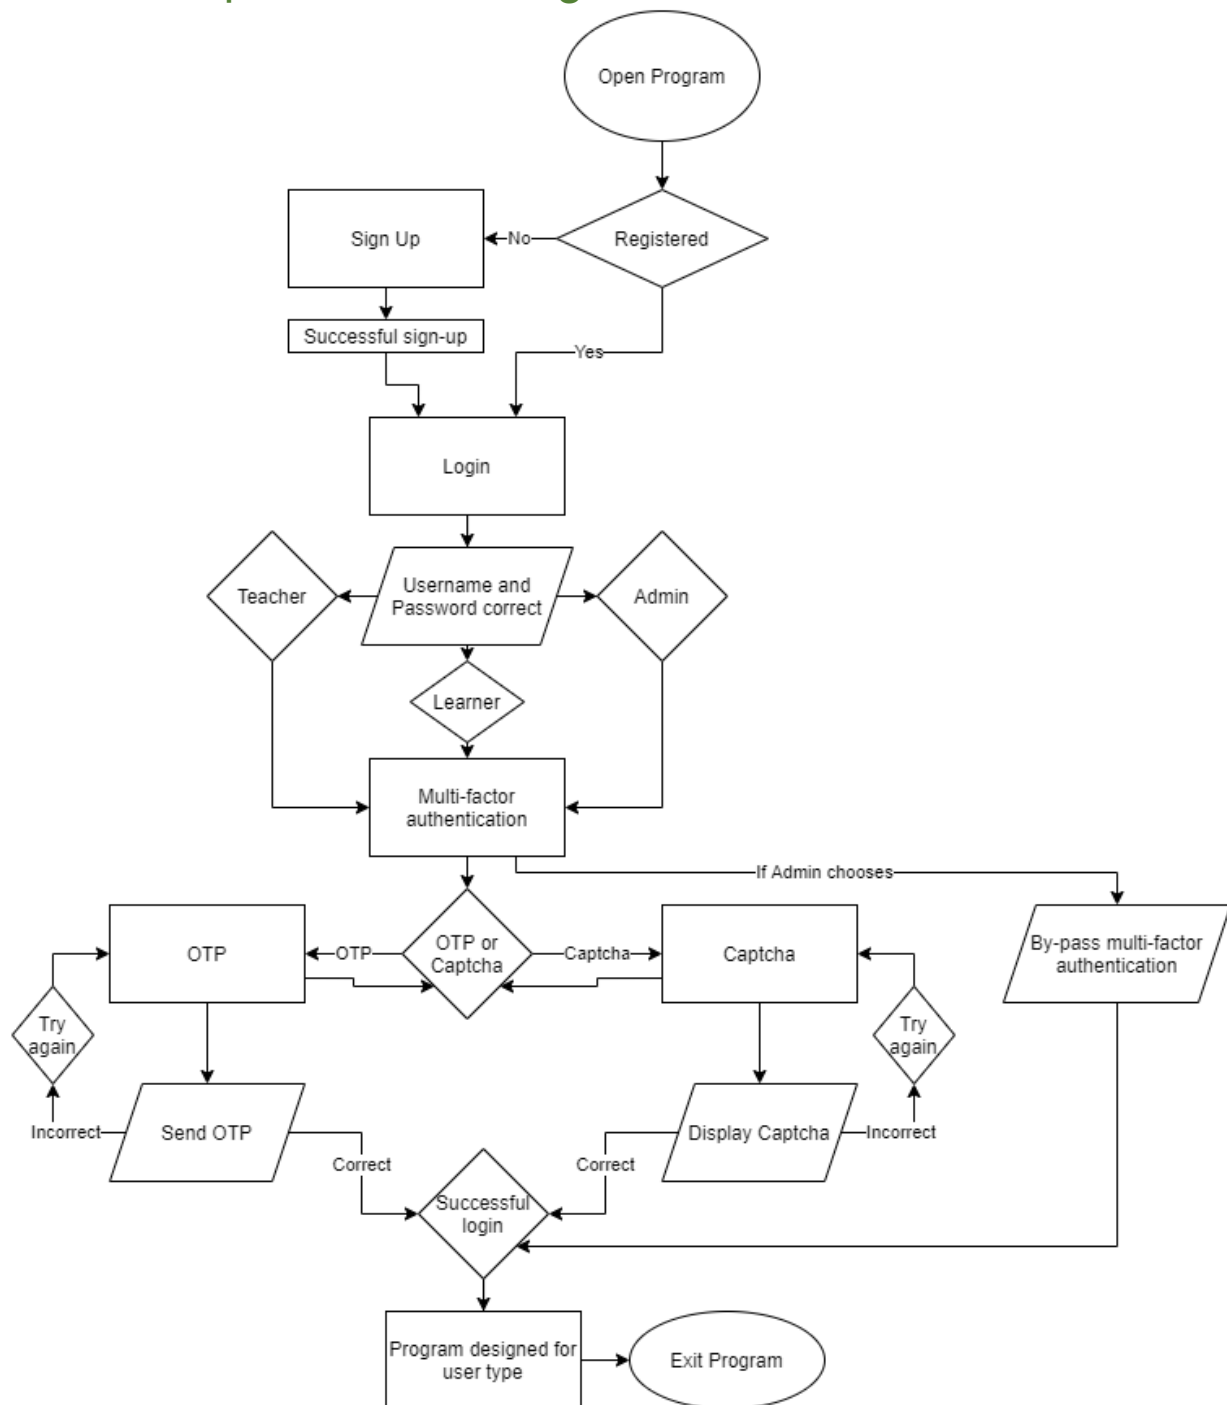 Open Program
Sign Up
No
Registered
Successful sign-up
Yes
Login
Teacher
Username and
Password correct
Admin
Learner
Multi-factor
authentication
If Admin chooses
OTP
OTP
OTP or
Captcha
Captcha
Captcha
By-pass multi-factor
authentication
Try
again
Try
again
Incorrect
Send OTP
Correct
Correct
Display Captcha
Incorrect
Successful
login
Program designed for
user type
Exit Program